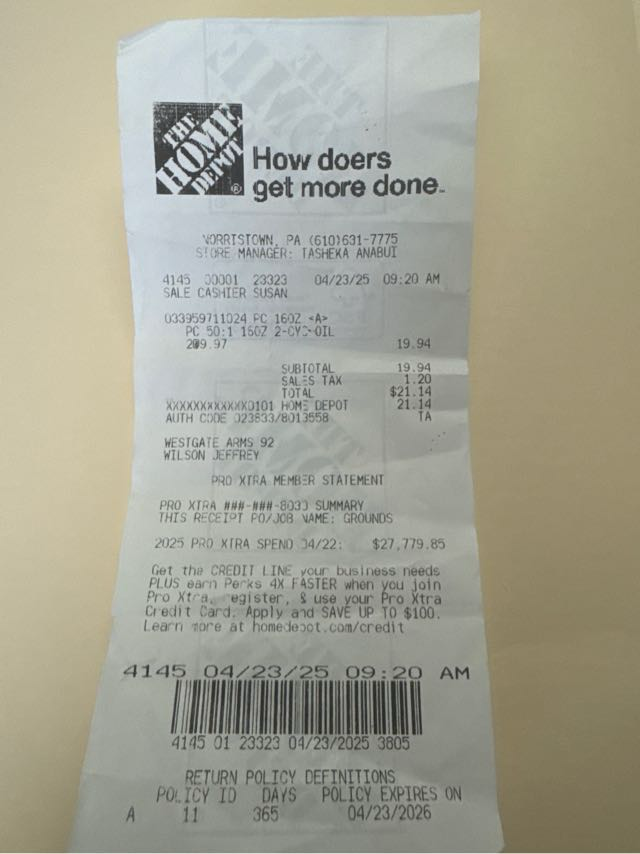 THE
HOME
DEPOT
How doers
get more done.
NORRISTOWN, PA (610)631-7775
STORE MANAGER: TASHEKA ANABUI
4145 00001 23323 04/23/25 09:20 AM
SALE CASHIER SUSAN
033959711024 PC 16OZ <A>
PC 50:1 16OZ 2-CYC-OIL
2@9.97 19.94
SUBTOTAL 19.94
SALES TAX 1.20
TOTAL $21.14
XXXXXXXXXXXX0101 HOME DEPOT 21.14
AUTH CODE 023833/8013558 TA
WESTGATE ARMS 92
WILSON JEFFREY
PRO XTRA MEMBER STATEMENT
PRO XTRA ###-###-8033 SUMMARY
THIS RECEIPT PO/JOB NAME: GROUNDS
2025 PRO XTRA SPEND 04/22: $27,779.85
Get the CREDIT LINE your business needs
PLUS earn Perks 4X FASTER when you join
Pro Xtra, register, & use your Pro Xtra
Credit Card. Apply and SAVE UP TO $100.
Learn more at homedepot.com/credit
4145 04/23/25 09:20 AM
4145 01 23323 04/23/2025 3805
RETURN POLICY DEFINITIONS
POLICY ID DAYS POLICY EXPIRES ON
A 11 365 04/23/2026